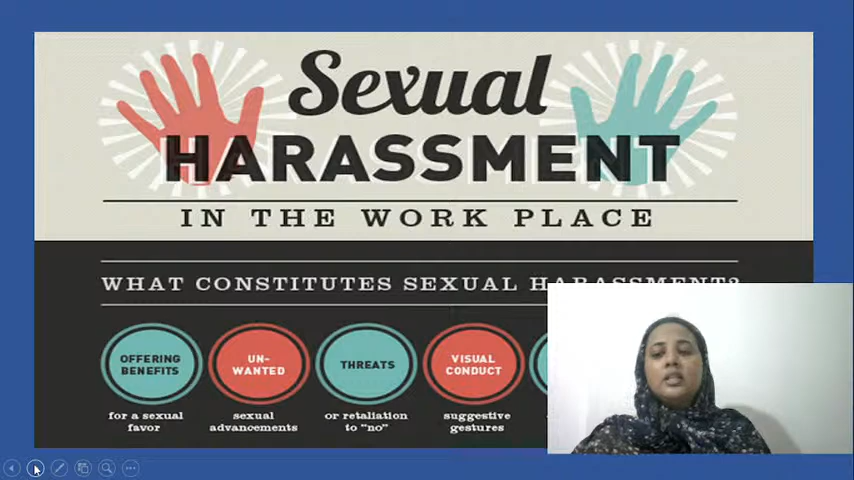 Sexual
HARASSMENT
IN THE WORK PLACE
WHAT CONSTITUTES SEXUAL HARASSMENT?
OFFERING
BENEFITS
for a sexual
favor
UN-
WANTED
sexual
advancements
THREATS
or retaliation
to "no"
VISUAL
CONDUCT
suggestive
gestures